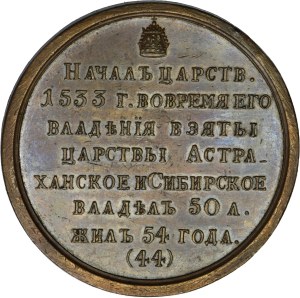 НАЧАЛЪ ЦАРСТВ.
1533 Г. ВОВРЕМЯ ЕГО
ВЛАДѢНІЯ ВЗЯТЫ
ЦАРСТВЫ АСТРА-
ХАНСКОЕ И СИБИРСКОЕ
ВЛАДѢЛЪ 50 Л.
ЖИЛЪ 54 ГОДА.
(44)